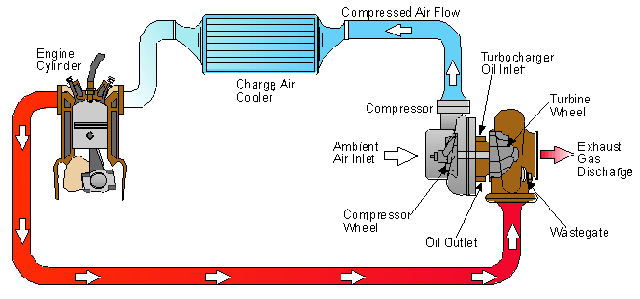 Compressed Air Flow
Engine
Cylinder
Turbocharger
Oil Inlet
Charge Air
Cooler
Compressor
Turbine
Wheel
Ambient
Air Inlet
Exhaust
Gas
Discharge
Compressor
Wheel
Oil Outlet
Wastegate